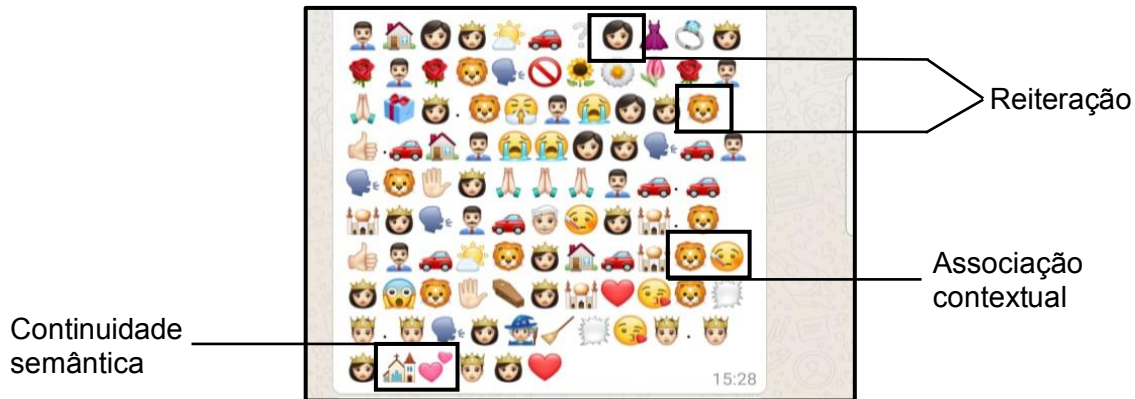 Reiteração
Associação
contextual
Continuidade
semântica
15:28